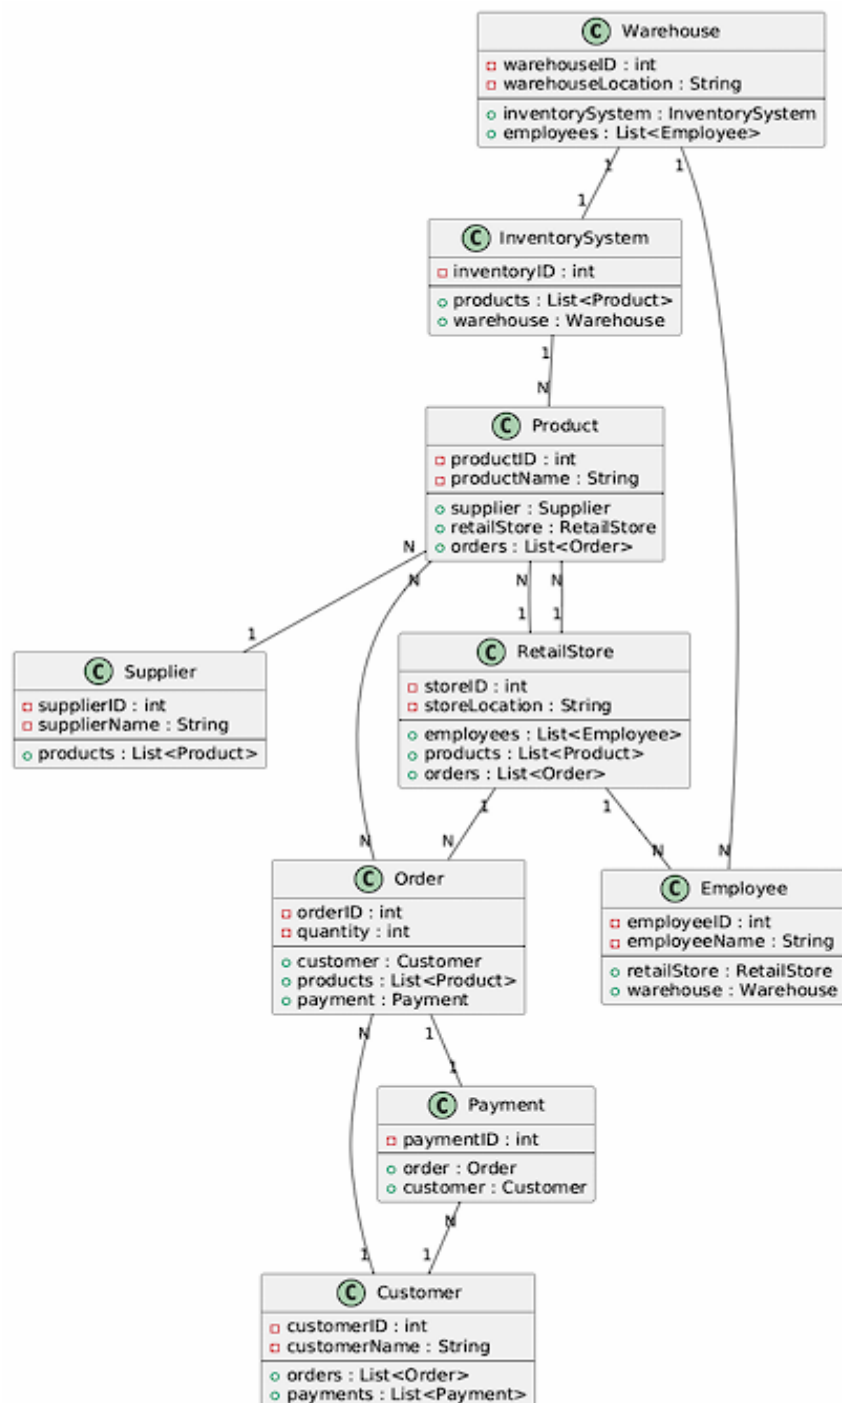 C Warehouse
warehouseID : int
warehouseLocation : String
inventorySystem : InventorySystem
employees : List<Employee>
1 1
1
C InventorySystem
inventoryID : int
products : List<Product>
warehouse : Warehouse
1
N
C Product
productID : int
productName : String
supplier : Supplier
retailStore : RetailStore
orders : List<Order>
N N N N
1 1 1
C Supplier
supplierID : int
supplierName : String
products : List<Product>
C RetailStore
storeID : int
storeLocation : String
employees : List<Employee>
products : List<Product>
orders : List<Order>
1 1
N N N N
C Order
orderID : int
quantity : int
customer : Customer
products : List<Product>
payment : Payment
C Employee
employeeID : int
employeeName : String
retailStore : RetailStore
warehouse : Warehouse
N 1
1
C Payment
paymentID : int
order : Order
customer : Customer
N
1 1
C Customer
customerID : int
customerName : String
orders : List<Order>
payments : List<Payment>